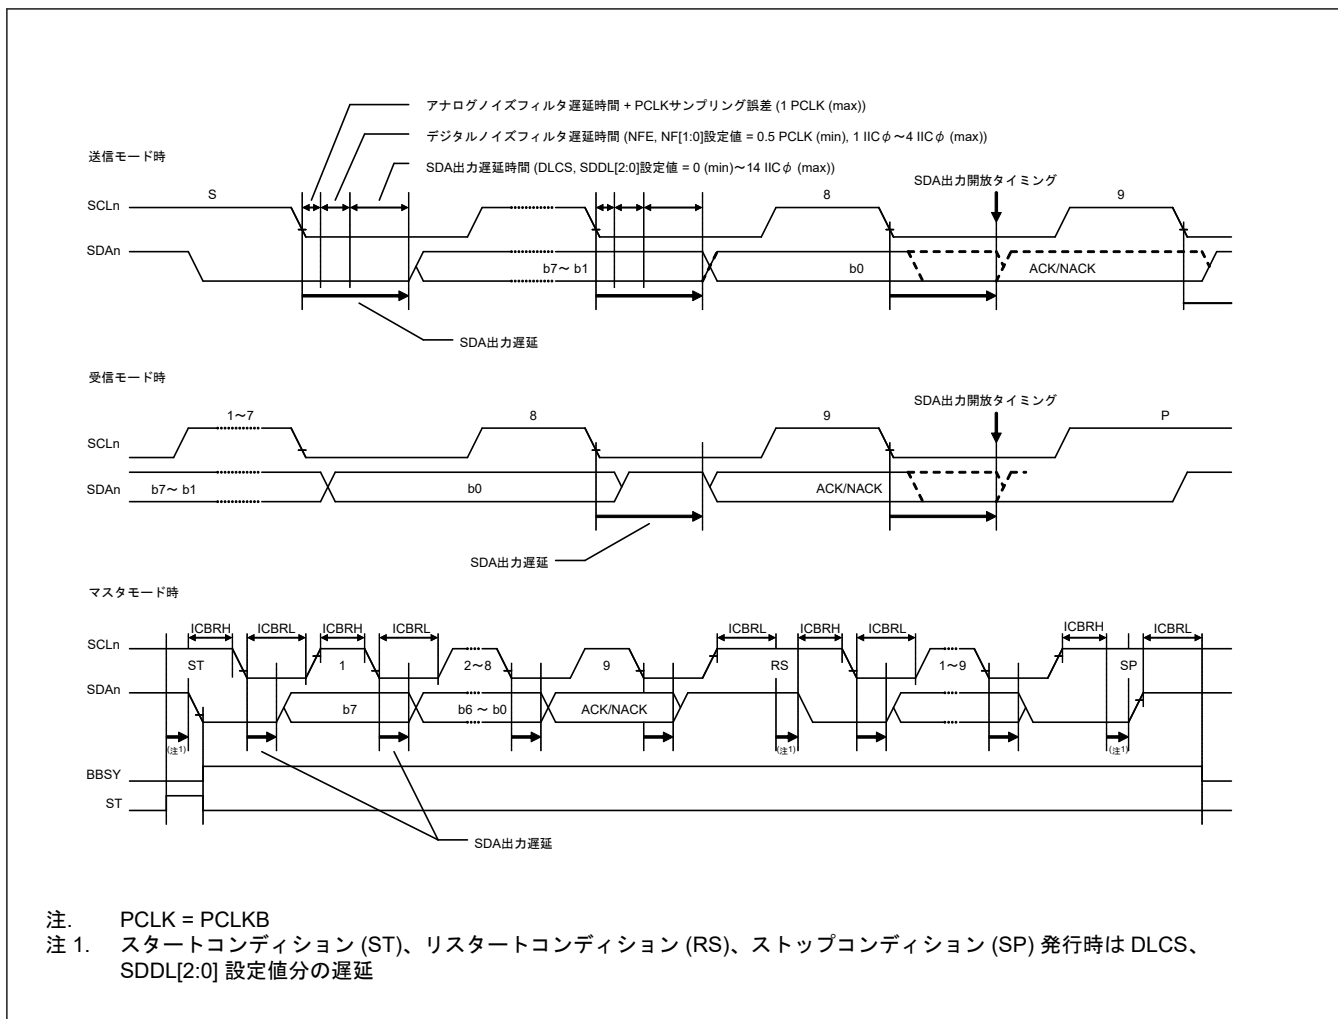 アナログノイズフィルタ遅延時間 + PCLKサンプリング誤差 (1 PCLK (max))
デジタルノイズフィルタ遅延時間 (NFE, NF[1:0]設定値 = 0.5 PCLK (min), 1 IICφ～4 IICφ (max))
送信モード時
SDA出力遅延時間 (DLCS, SDDL[2:0]設定値 = 0 (min)～14 IICφ (max))
SDA出力開放タイミング
S 8 9
SCLn
SDAn
b7～ b1 b0 ACK/NACK
SDA出力遅延
受信モード時
SDA出力開放タイミング
1～7 8 9 P
SCLn
SDAn b7～ b1 b0 ACK/NACK
SDA出力遅延
マスタモード時
ICBRH ICBRL ICBRH ICBRL ICBRL ICBRH ICBRL ICBRH ICBRL
SCLn
ST 1 2～8 9 RS 1～9 SP
SDAn
b7 b6 ～ b0 ACK/NACK
(注1) (注1) (注1)
BBSY
ST
SDA出力遅延
注. PCLK = PCLKB
注 1. スタートコンディション (ST)、リスタートコンディション (RS)、ストップコンディション (SP) 発行時は DLCS、
SDDL[2:0] 設定値分の遅延